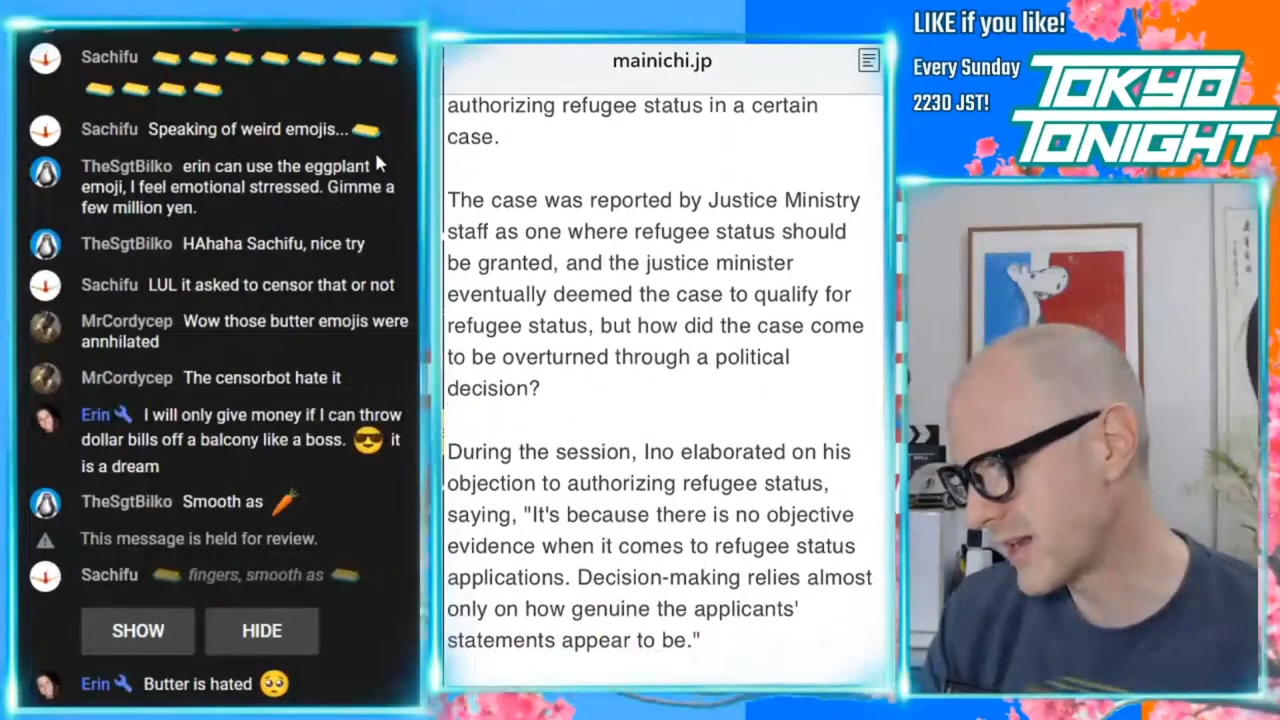 Sachifu
Sachifu Speaking of weird emojis...
TheSgtBilko erin can use the eggplant
emoji, I feel emotional strressed. Gimme a
few million yen.
TheSgtBilko HAhaha Sachifu, nice try
Sachifu LUL it asked to censor that or not
MrCordycep Wow those butter emojis were
annhilated
MrCordycep The censorbot hate it
Erin I will only give money if I can throw
dollar bills off a balcony like a boss. 😎 it
is a dream
TheSgtBilko Smooth as 🥕
This message is held for review.
Sachifu 🧈 fingers, smooth as 🧈
SHOW HIDE
Erin Butter is hated 🥺
mainichi.jp
authorizing refugee status in a certain
case.
The case was reported by Justice Ministry
staff as one where refugee status should
be granted, and the justice minister
eventually deemed the case to qualify for
refugee status, but how did the case come
to be overturned through a political
decision?
During the session, Ino elaborated on his
objection to authorizing refugee status,
saying, "It's because there is no objective
evidence when it comes to refugee status
applications. Decision-making relies almost
only on how genuine the applicants'
statements appear to be."
LIKE if you like!
Every Sunday
2230 JST!
TOKYO
TONIGHT